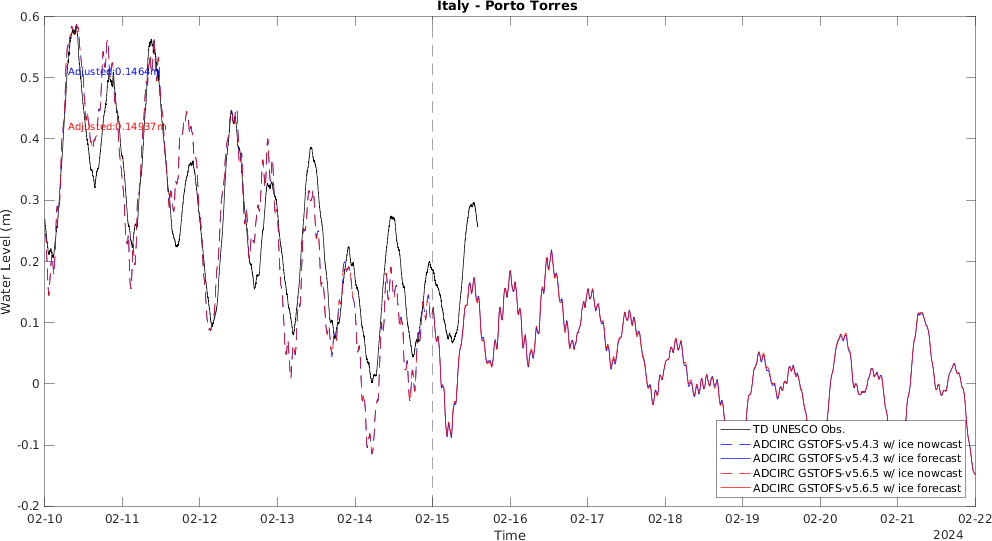 Italy - Porto Torres
Water Level (m)
0.6
0.5
0.4
0.3
0.2
0.1
0
-0.1
-0.2
Adjusted:0.1464m
Adjusted:0.14937m
TD UNESCO Obs.
ADCIRC GSTOFS-v5.4.3 w/ ice nowcast
ADCIRC GSTOFS-v5.4.3 w/ ice forecast
ADCIRC GSTOFS-v5.6.5 w/ ice nowcast
ADCIRC GSTOFS-v5.6.5 w/ ice forecast
02-10 02-11 02-12 02-13 02-14 02-15 02-16 02-17 02-18 02-19 02-20 02-21 02-22
Time
2024